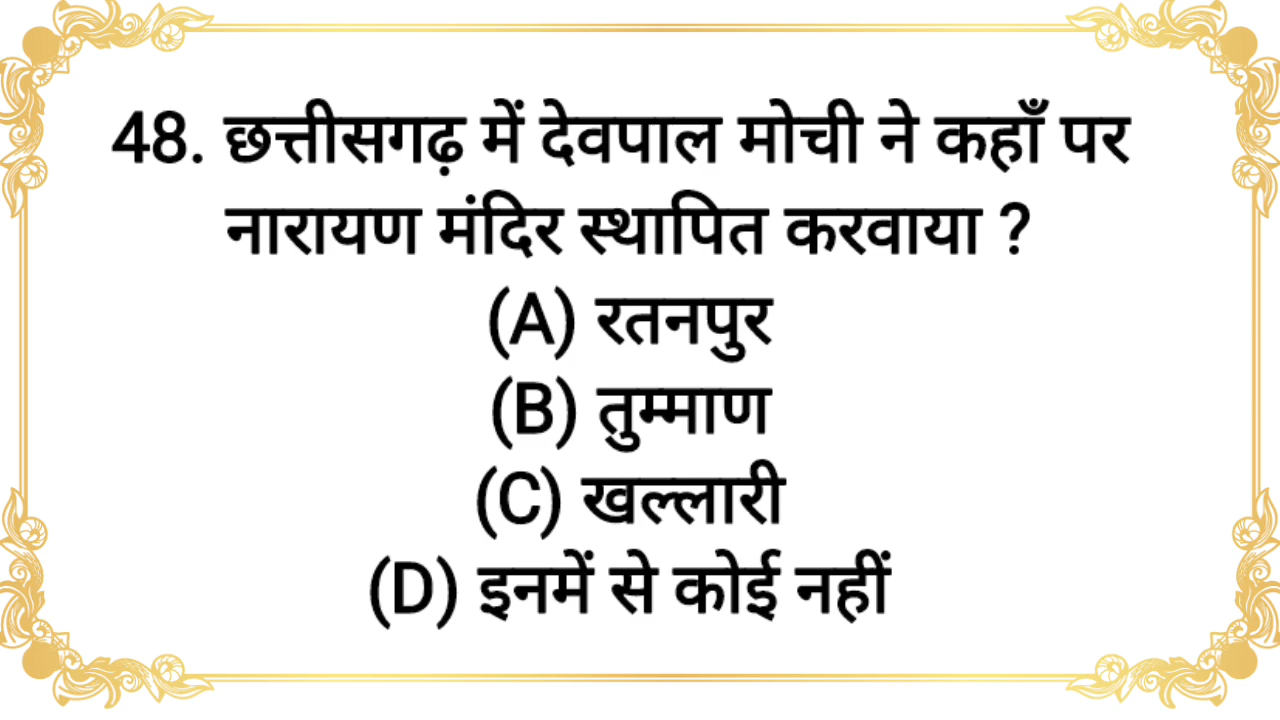 48. छत्तीसगढ़ में देवपाल मोची ने कहाँ पर
नारायण मंदिर स्थापित करवाया ?
(A) रतनपुर
(B) तुम्माण
(C) खल्लारी
(D) इनमें से कोई नहीं